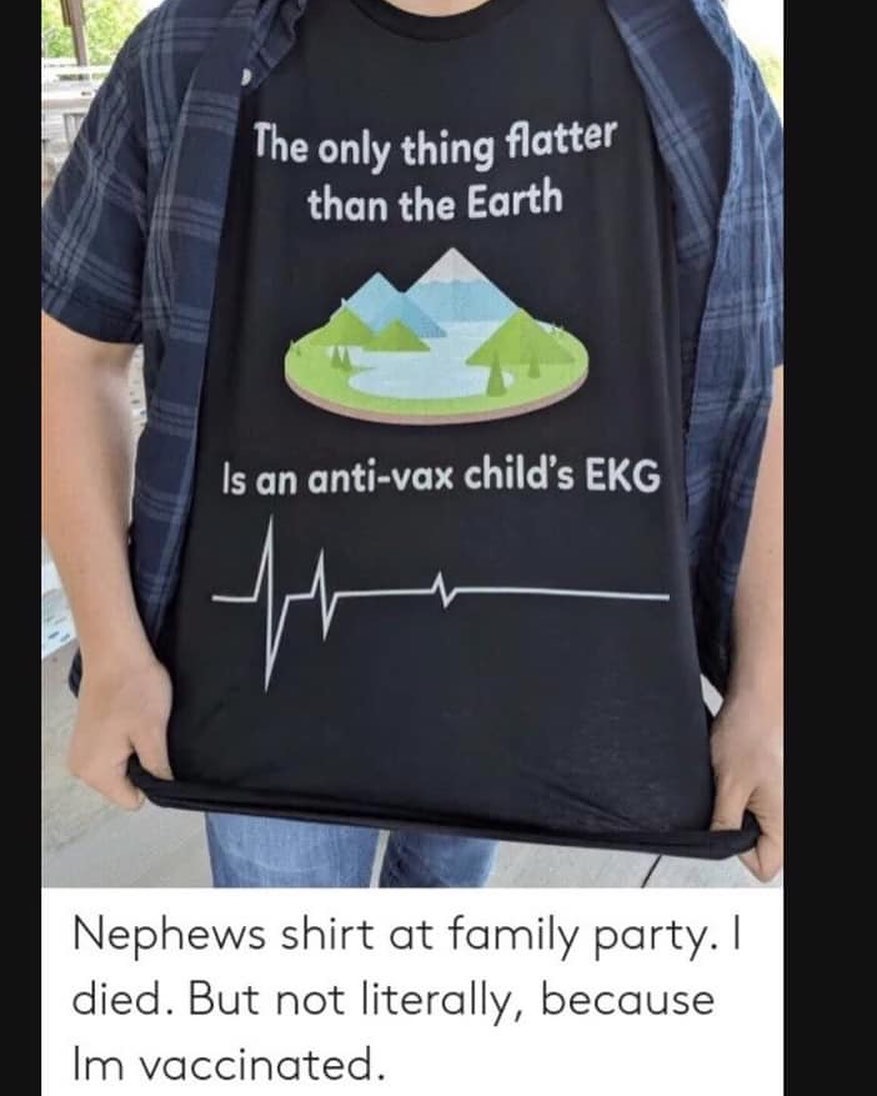 The only thing flatter
than the Earth
Is an anti-vax child's EKG
Nephews shirt at family party. I
died. But not literally, because
Im vaccinated.